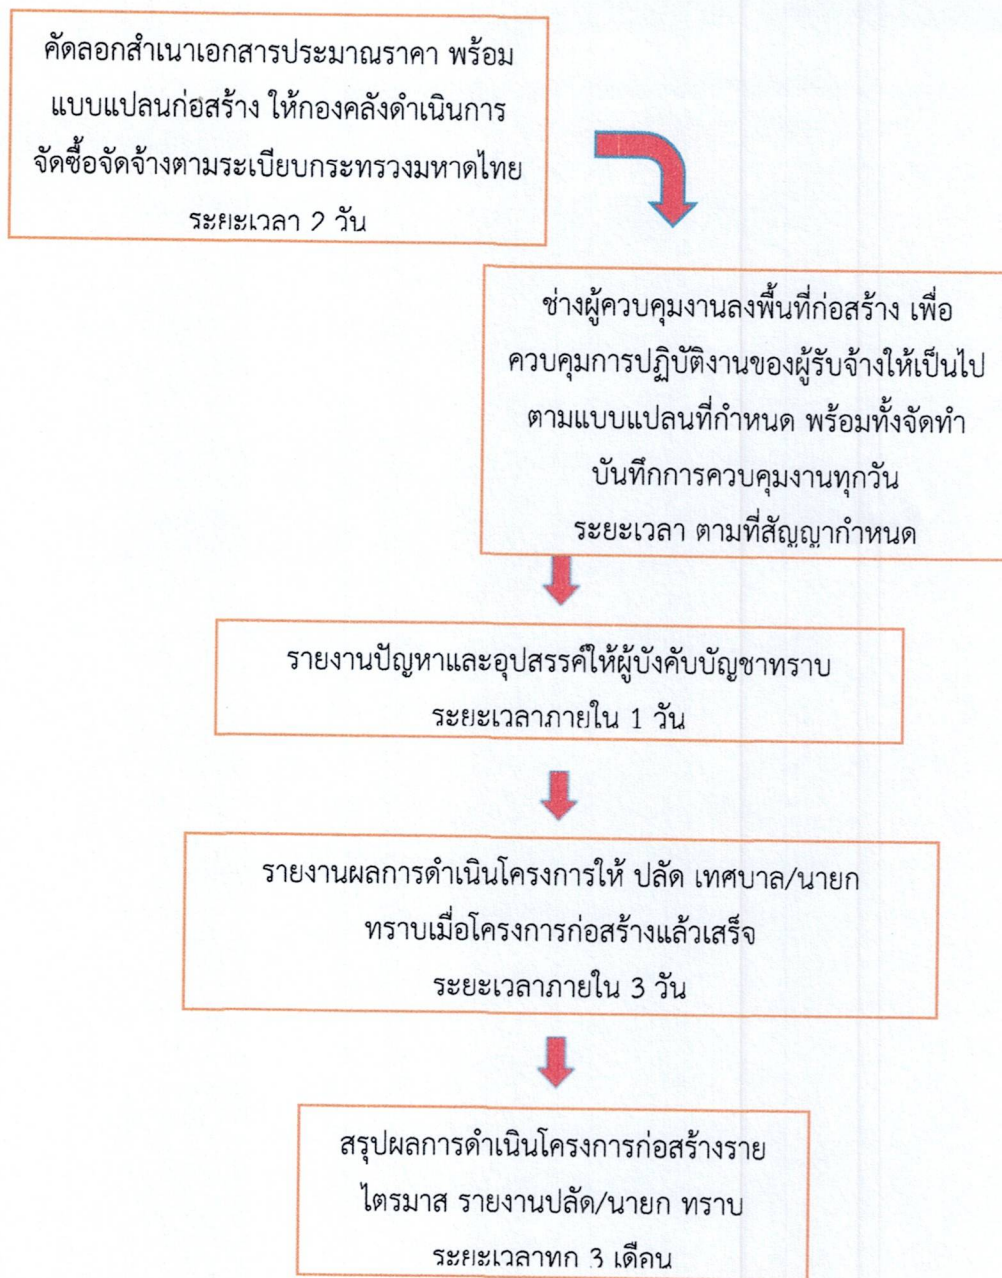 คัดลอกสำเนาเอกสารประมาณราคา พร้อม
แบบแปลนก่อสร้าง ให้กองคลังดำเนินการ
จัดซื้อจัดจ้างตามระเบียบกระทรวงมหาดไทย
ระยะเวลา 2 วัน
ช่างผู้ควบคุมงานลงพื้นที่ก่อสร้าง เพื่อ
ควบคุมการปฏิบัติงานของผู้รับจ้างให้เป็นไป
ตามแบบแปลนที่กำหนด พร้อมทั้งจัดทำ
บันทึกการควบคุมงานทุกวัน
ระยะเวลา ตามที่สัญญากำหนด
รายงานปัญหาและอุปสรรค์ให้ผู้บังคับบัญชาทราบ
ระยะเวลาภายใน 1 วัน
รายงานผลการดำเนินโครงการให้ ปลัด เทศบาล/นายก
ทราบเมื่อโครงการก่อสร้างแล้วเสร็จ
ระยะเวลาภายใน 3 วัน
สรุปผลการดำเนินโครงการก่อสร้างราย
ไตรมาส รายงานปลัด/นายก ทราบ
ระยะเวลาทุก 3 เดือน